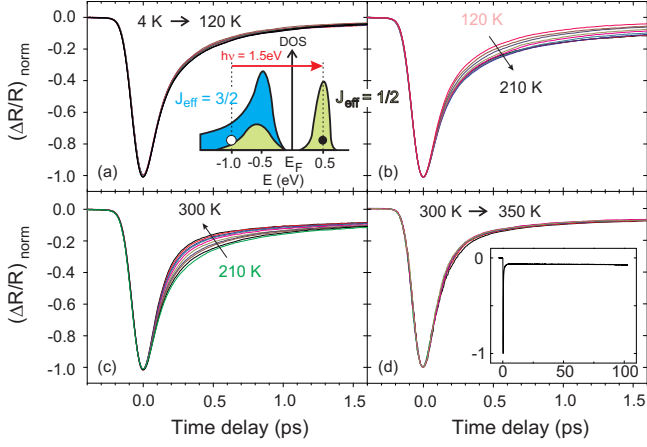 0.0
-0.2
-0.4
-0.6
-0.8
-1.0
(ΔR/R) norm
4 K → 120 K
DOS
hν = 1.5eV
J eff = 3/2
J eff = 1/2
-1.0 -0.5 E F 0.5
E (eV)
(a)
120 K
210 K
(b)
0.0
-0.2
-0.4
-0.6
-0.8
-1.0
(ΔR/R) norm
300 K
210 K
(c)
0.0 0.5 1.0 1.5
Time delay (ps)
300 K → 350 K
0
-1
0 50 100
(d)
0.0 0.5 1.0 1.5
Time delay (ps)